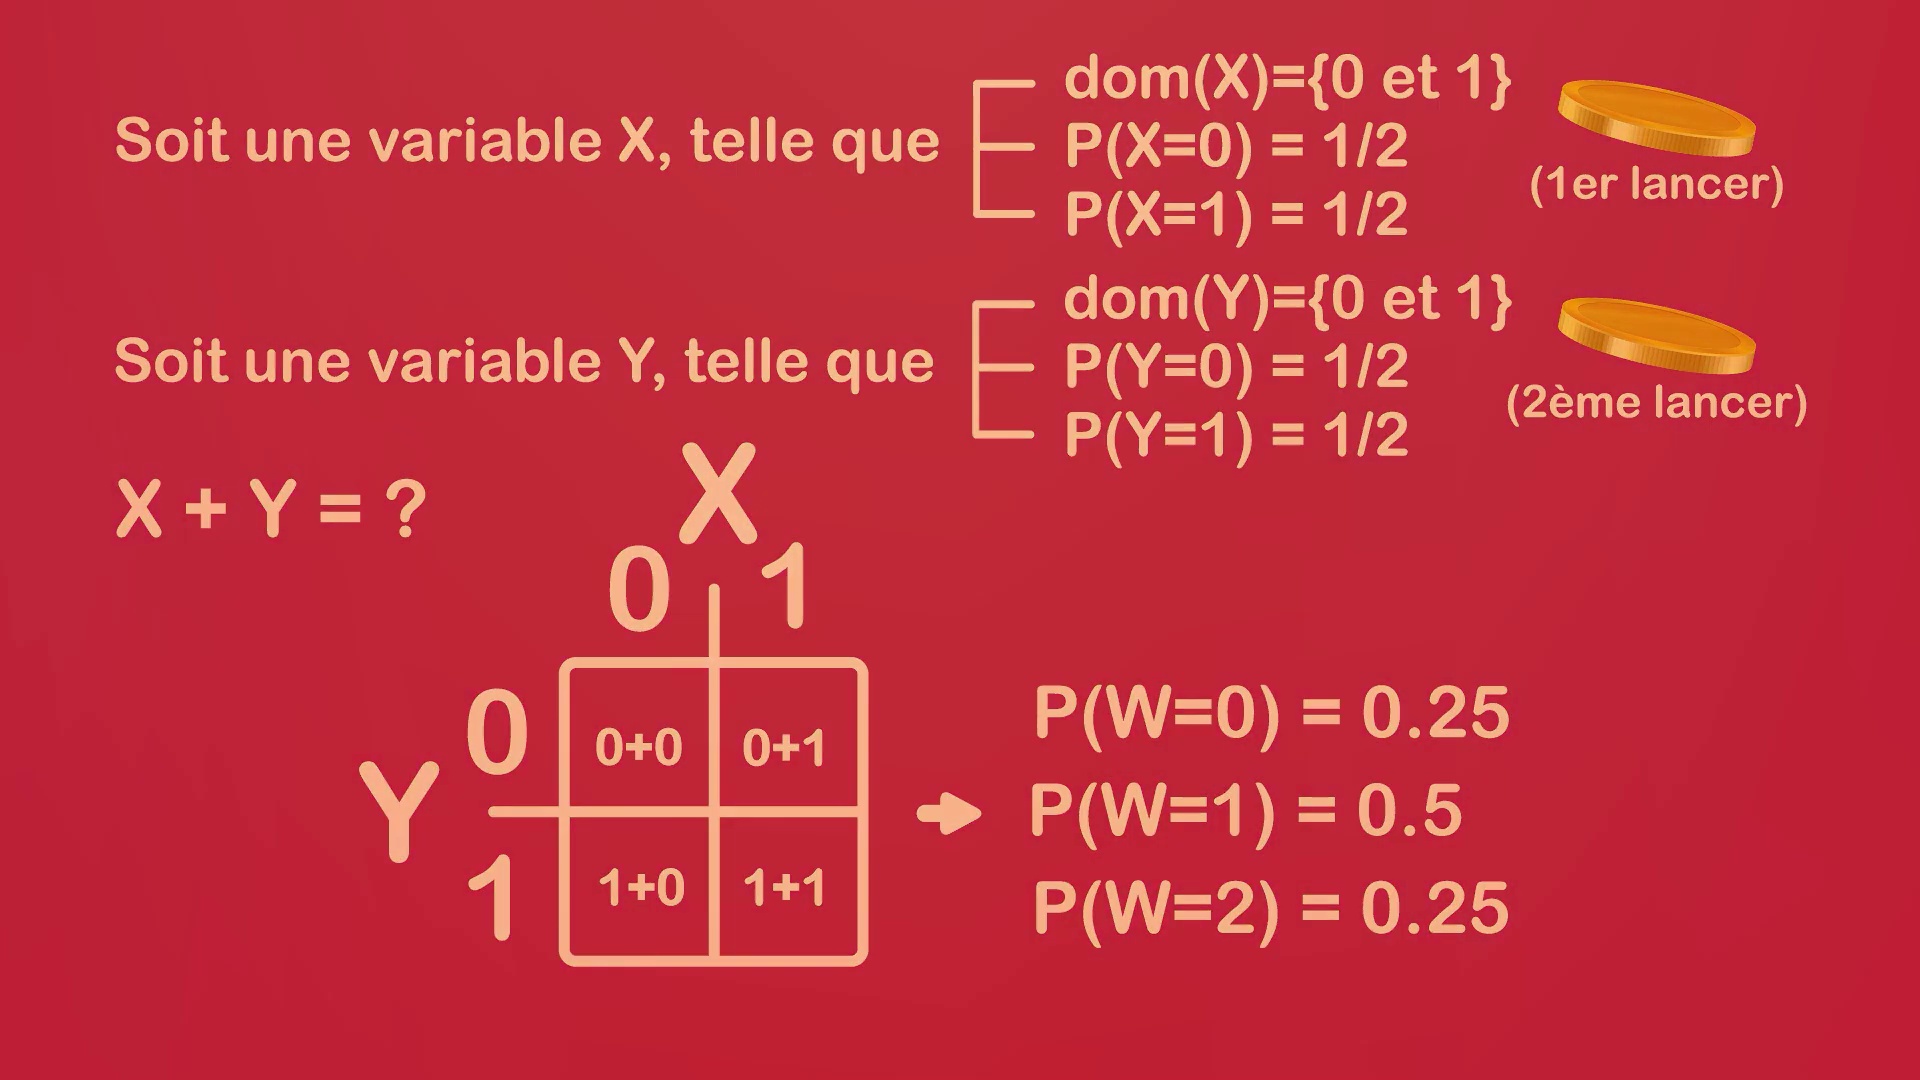 Soit une variable X, telle que
dom(X)={0 et 1}
P(X=0) = 1/2
P(X=1) = 1/2
(1er lancer)
Soit une variable Y, telle que
dom(Y)={0 et 1}
P(Y=0) = 1/2
P(Y=1) = 1/2
(2ème lancer)
X + Y = ?
X
0 1
Y
0
0+0 0+1
1
1+0 1+1
P(W=0) = 0.25
P(W=1) = 0.5
P(W=2) = 0.25